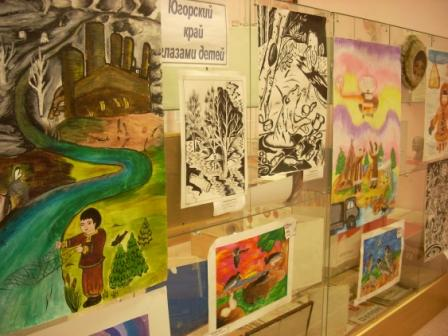 Югорский
край
глазами детей